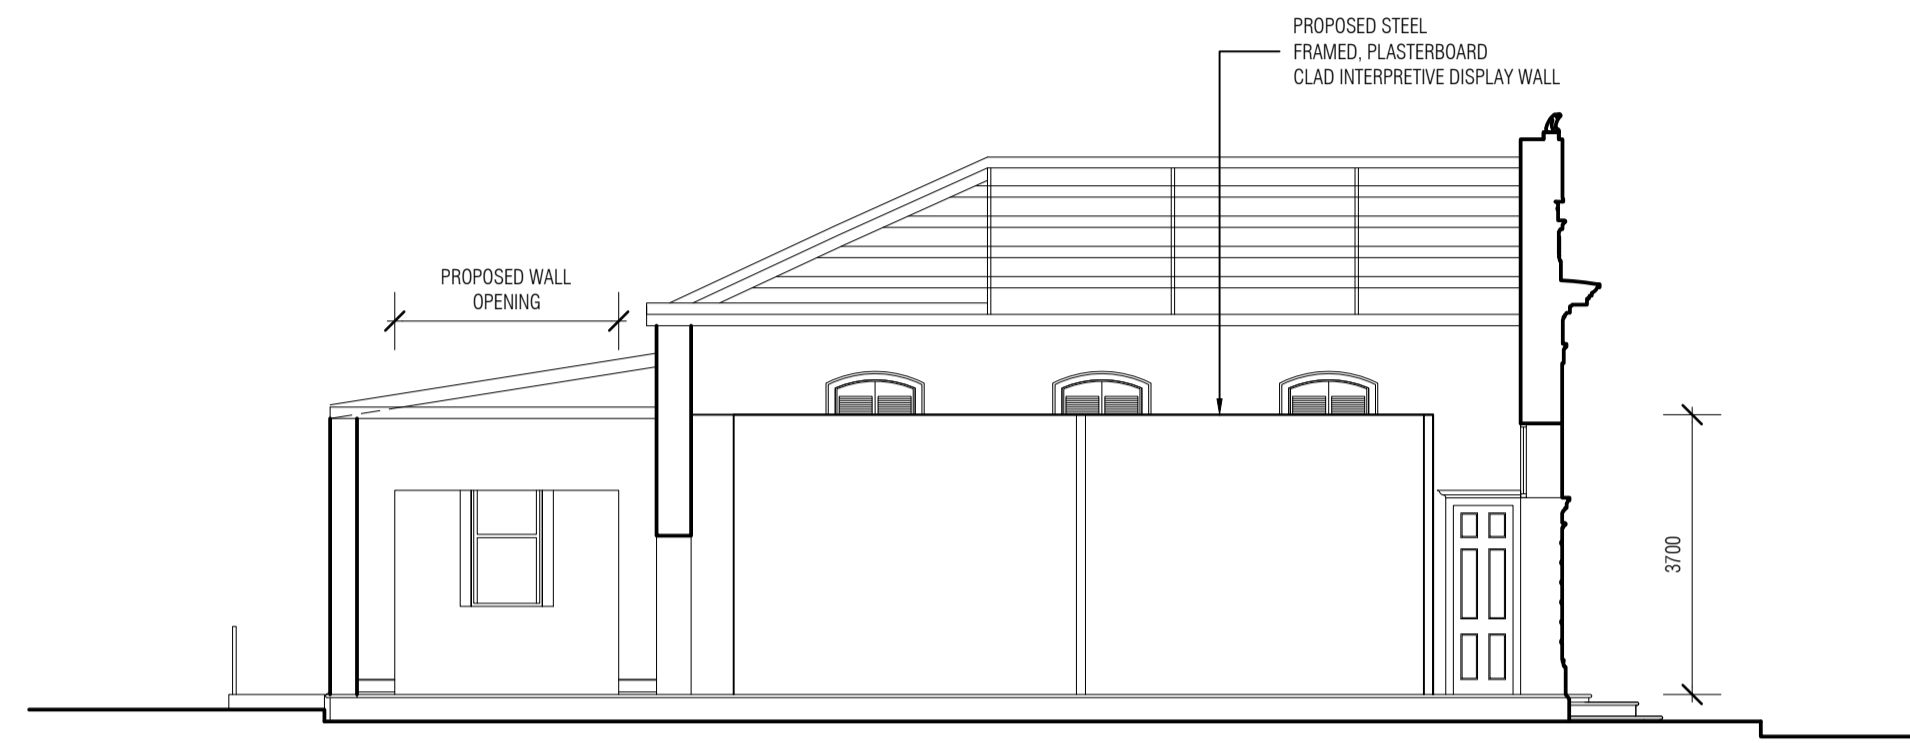 PROPOSED STEEL
FRAMED, PLASTERBOARD
CLAD INTERPRETIVE DISPLAY WALL
PROPOSED WALL
OPENING
3700